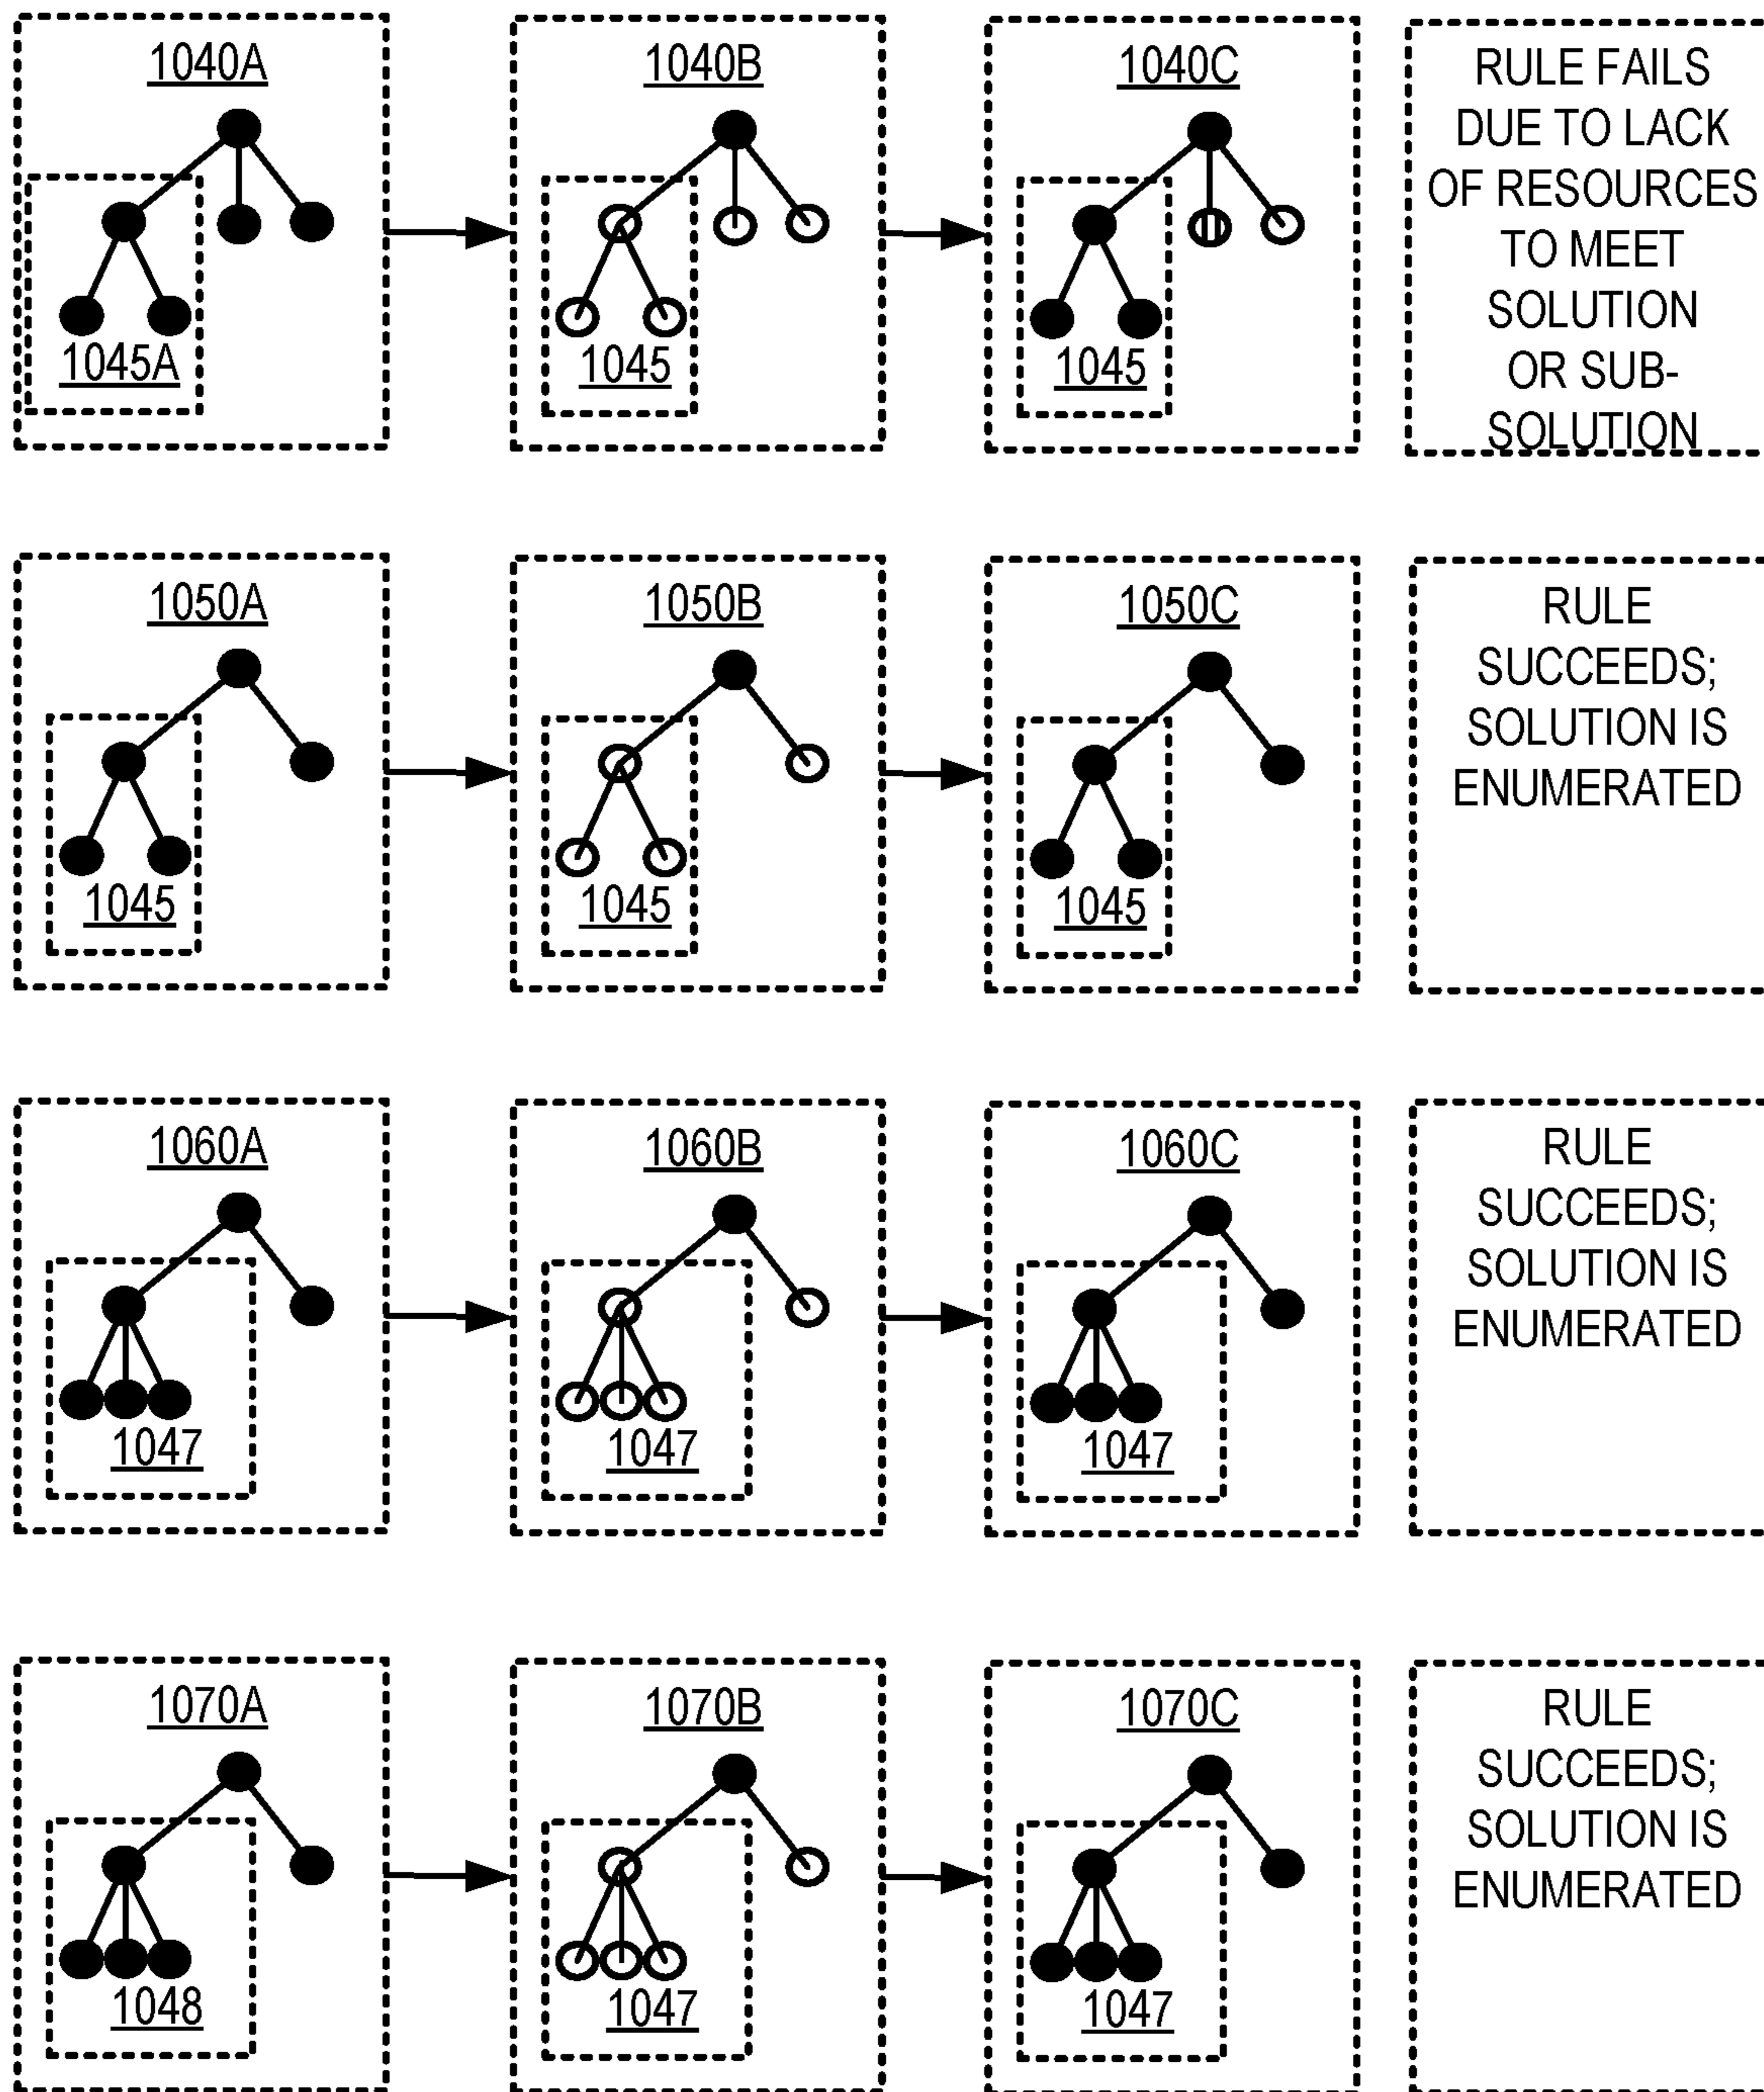 1040A
1040B
1040C
1045A
1045
1045
RULE FAILS
DUE TO LACK
OF RESOURCES
TO MEET
SOLUTION
OR SUB-
SOLUTION
1050A
1050B
1050C
1045
1045
1045
RULE
SUCCEEDS;
SOLUTION IS
ENUMERATED
1060A
1060B
1060C
1047
1047
1047
RULE
SUCCEEDS;
SOLUTION IS
ENUMERATED
1070A
1070B
1070C
1048
1047
1047
RULE
SUCCEEDS;
SOLUTION IS
ENUMERATED